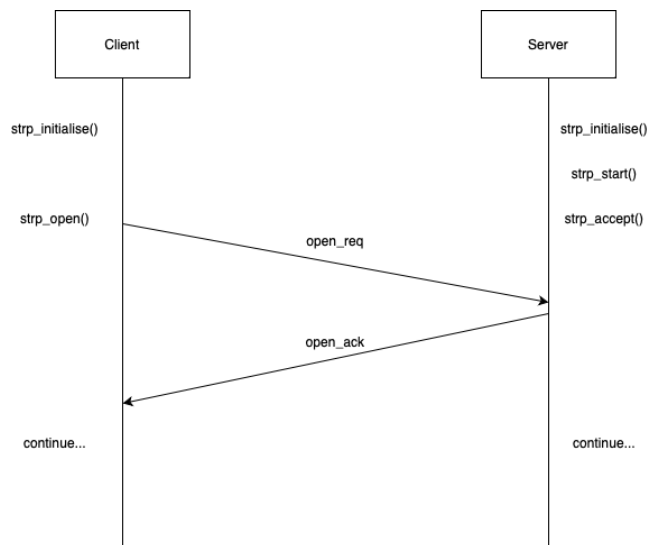 Client
Server
strp_initialise()
strp_initialise()
strp_start()
strp_open()
strp_accept()
open_req
open_ack
continue...
continue...